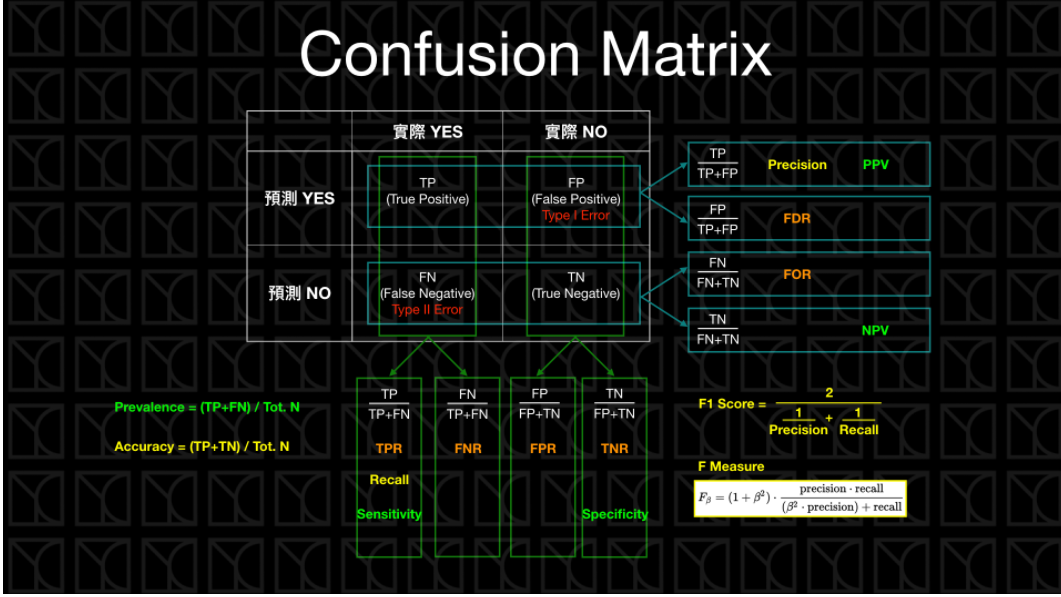 Confusion Matrix
實際 YES
實際 NO
預測 YES
TP
(True Positive)
FP
(False Positive)
Type I Error
預測 NO
FN
(False Negative)
Type II Error
TN
(True Negative)
TP
TP+FP
Precision
PPV
FP
TP+FP
FDR
FN
FN+TN
FOR
TN
FN+TN
NPV
Prevalence = (TP+FN) / Tot. N
Accuracy = (TP+TN) / Tot. N
TP
TP+FN
TPR
Recall
Sensitivity
FN
TP+FN
FNR
FP
FP+TN
FPR
TN
FP+TN
TNR
Specificity
F1 Score = 2
1 + 1
Precision Recall
F Measure
Fβ = (1 + β²) · precision · recall
(β² · precision) + recall